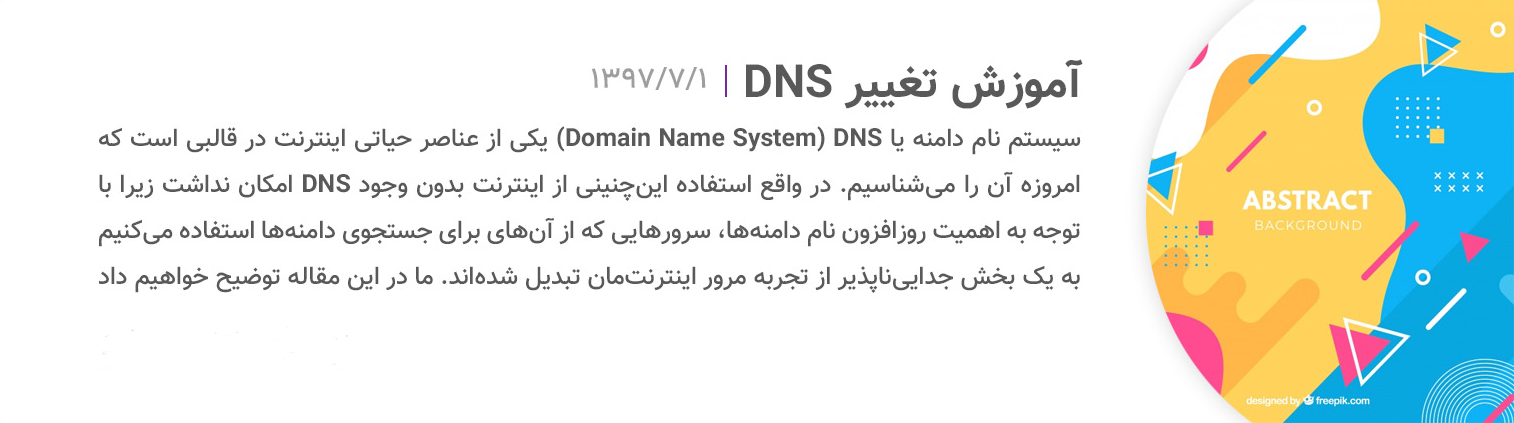 آموزش تغییر DNS | ۱۳۹۷/۷/۱
سیستم نام دامنه یا DNS (Domain Name System) یکی از عناصر حیاتی اینترنت در قالبی است که
امروزه آن را می‌شناسیم. در واقع استفاده این‌چنینی از اینترنت بدون وجود DNS امکان نداشت زیرا با
توجه به اهمیت روزافزون نام دامنه‌ها، سرورهایی که از آن‌های برای جستجوی دامنه‌ها استفاده می‌کنیم
به یک بخش جدایی‌ناپذیر از تجربه مرور اینترنت‌مان تبدیل شده‌اند. ما در این مقاله توضیح خواهیم داد
ABSTRACT
BACKGROUND
designed by freepik.com